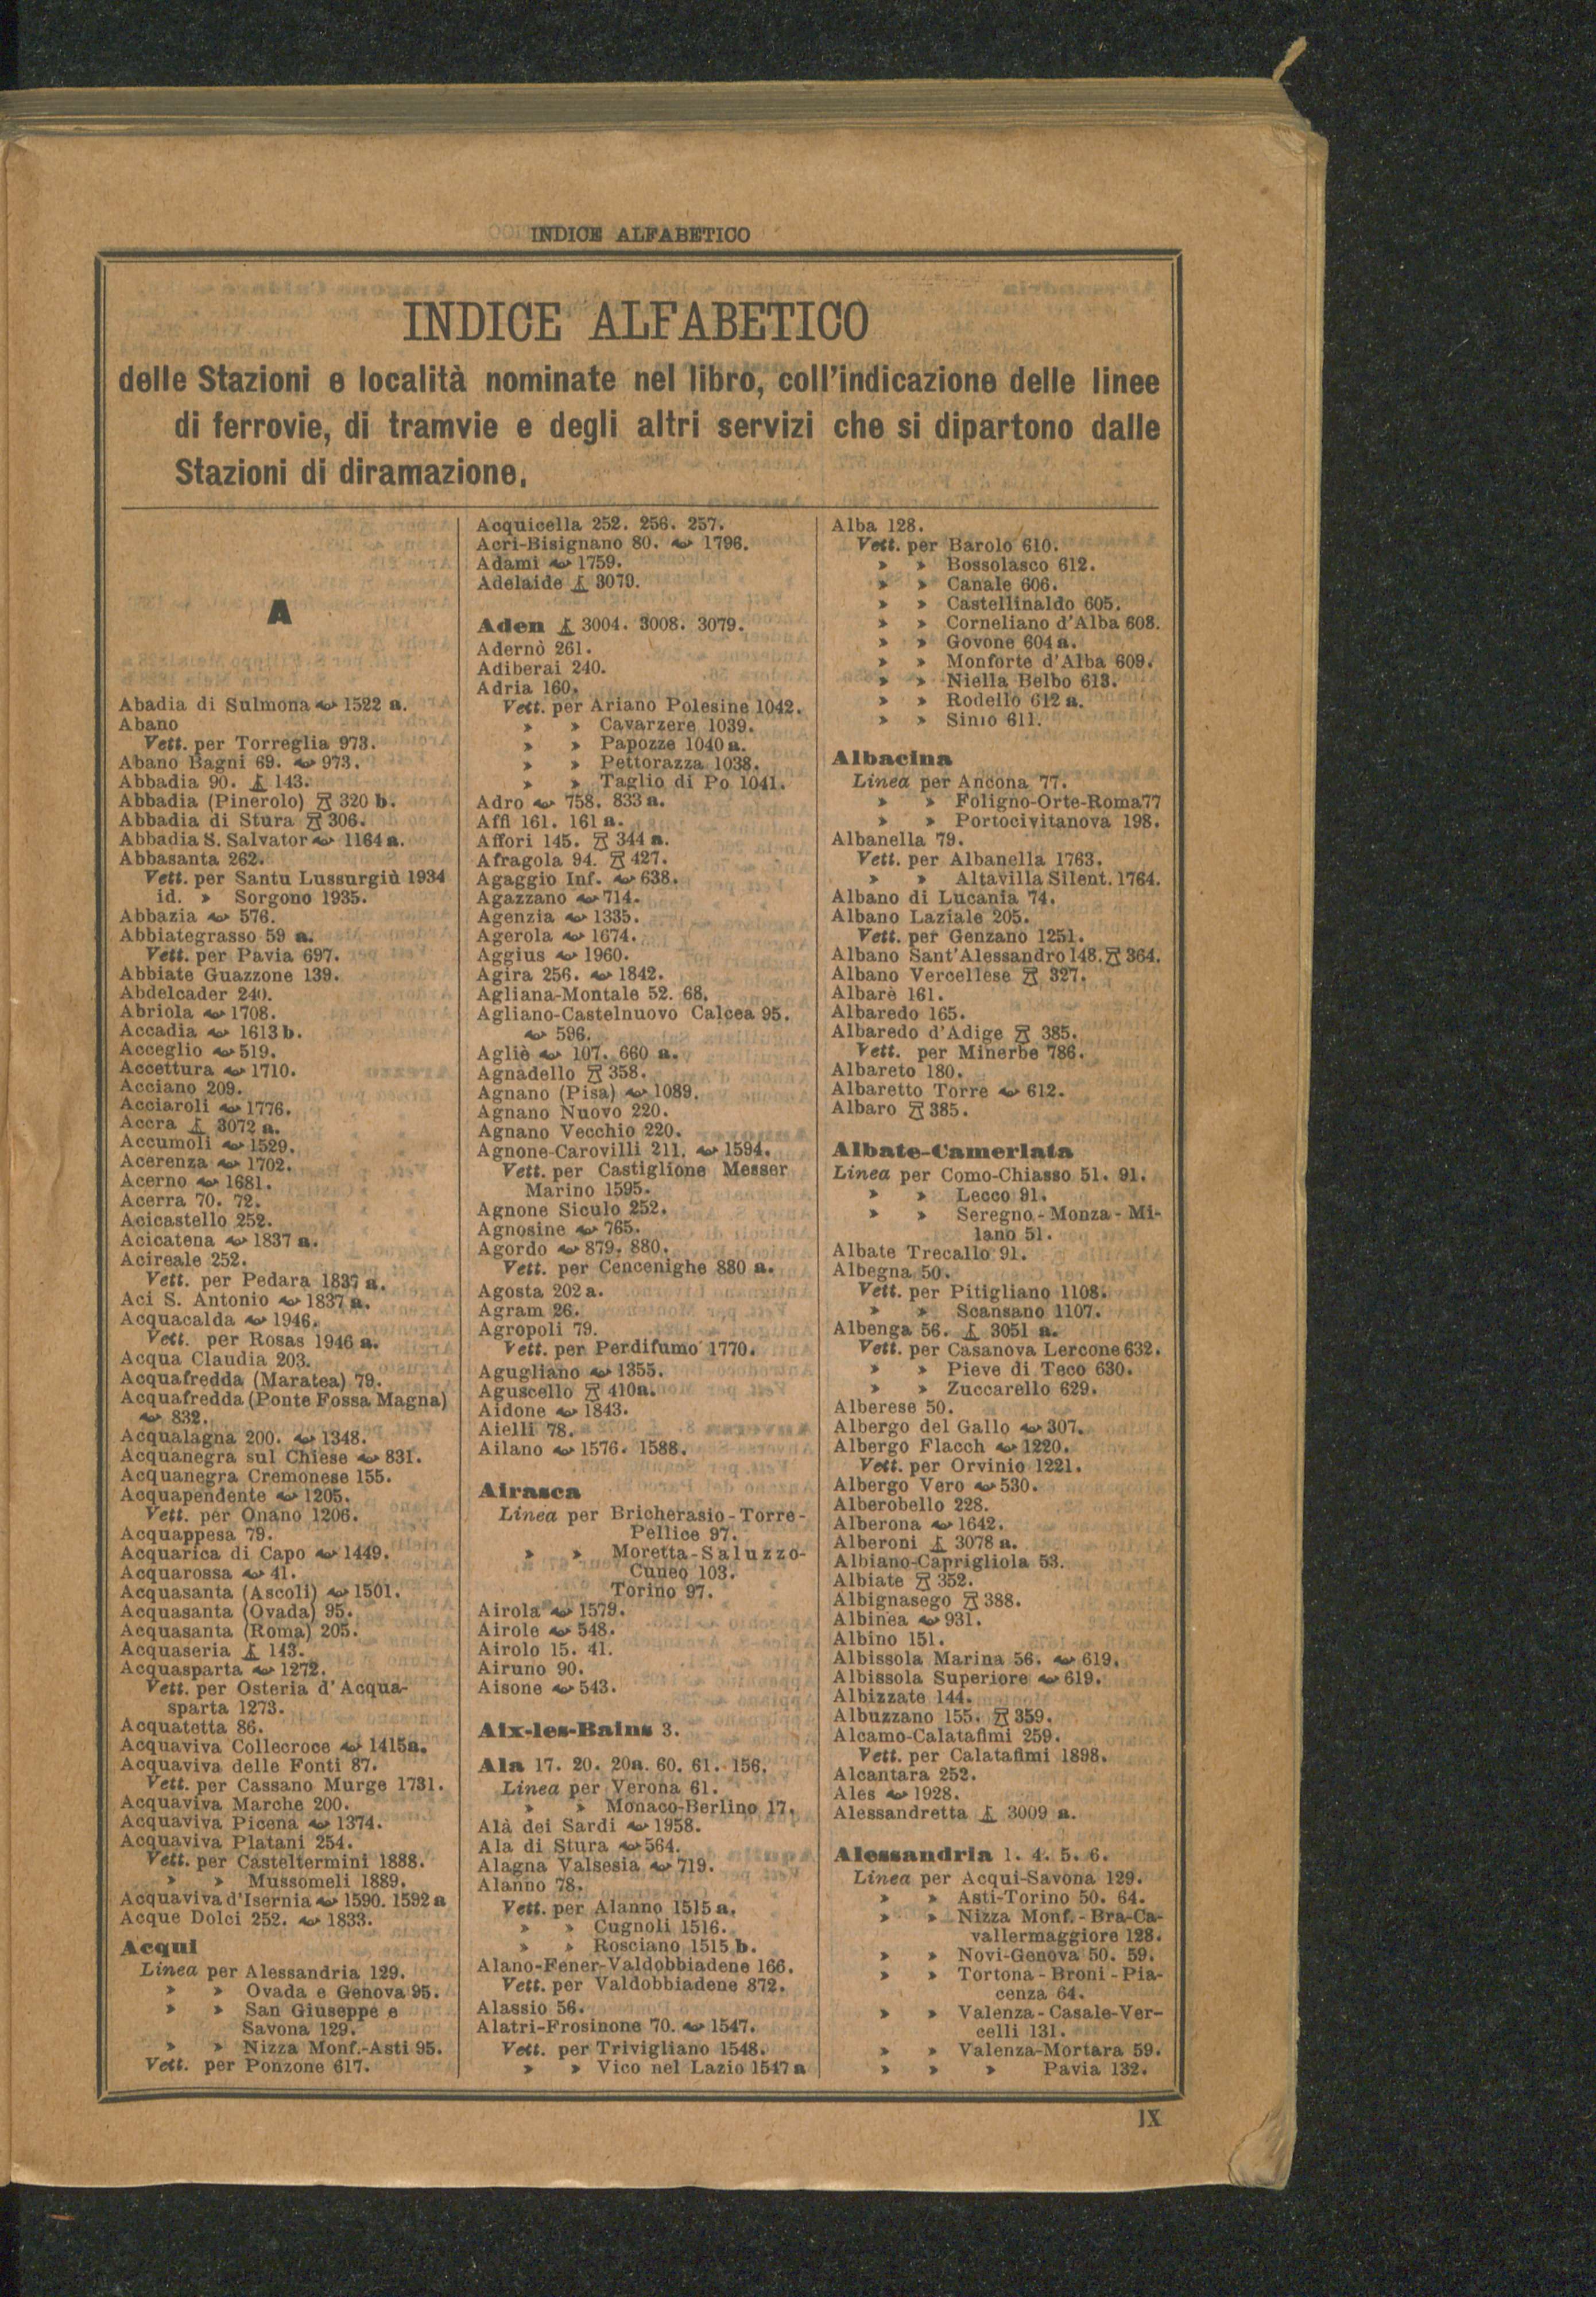 INDICE ALFABETICO
INDICE ALFABETICO
delle Stazioni e località nominate nel libro, coll'indicazione delle linee
di ferrovie, di tramvie e degli altri servizi che si dipartono dalle
Stazioni di diramazione.
A
Abadia di Sulmona 1522 a.
Abano
Vett. per Torreglia 973.
Abano Bagni 69. 973.
Abbadia 90. 143.
Abbadia (Pinerolo) 320 b.
Abbadia di Stura 306.
Abbadia S. Salvator 1164 a.
Abbasanta 262.
Vett. per Santu Lussurgiù 1934
id. » Sorgono 1935.
Abbazia 576.
Abbiategrasso 59 a.
Vett. per Pavia 697.
Abbiate Guazzone 139.
Abdelcader 240.
Abriola 1708.
Accadia 1613 b.
Acceglio 519.
Accettura 1710.
Acciano 209.
Acciaroli 1776.
Accra 3072 a.
Accumoli 1529.
Acerenza 1702.
Acerno 1681.
Acerra 70. 72.
Acicastello 252.
Acicatena 1837 a.
Acireale 252.
Vett. per Pedara 1837 a.
Aci S. Antonio 1837 a.
Acquacalda 1946.
Vett. per Rosas 1946 a.
Acqua Claudia 203.
Acquafredda (Maratea) 79.
Acquafredda (Ponte Fossa Magna)
832.
Acqualagna 200. 1348.
Acquanegra sul Chiese 831.
Acquanegra Cremonese 155.
Acquapendente 1205.
Vett. per Onano 1206.
Acquappesa 79.
Acquarica di Capo 1449.
Acquarossa 41.
Acquasanta (Ascoli) 1501.
Acquasanta (Ovada) 95.
Acquasanta (Roma) 205.
Acquaseria 143.
Acquasparta 1272.
Vett. per Osteria d'Acqua-
sparta 1273.
Acquatetta 86.
Acquaviva Collecroce 1415a.
Acquaviva delle Fonti 87.
Vett. per Cassano Murge 1731.
Acquaviva Marche 200.
Acquaviva Picena 1374.
Acquaviva Platani 254.
Vett. per Casteltermini 1888.
» » Mussomeli 1889.
Acquaviva d'Isernia 1590. 1592 a
Acque Dolci 252. 1833.
Acqui
Linea per Alessandria 129.
» » Ovada e Genova 95.
» » San Giuseppe e
Savona 129.
» » Nizza Monf.-Asti 95.
Vett. per Ponzone 617.
Acquicella 252. 256. 257.
Acri-Bisignano 80. 1796.
Adami 1759.
Adelaide 3079.
Aden 3004. 3008. 3079.
Adernò 261.
Adiberai 240.
Adria 160.
Vett. per Ariano Polesine 1042.
» » Cavarzere 1039.
» » Papozze 1040 a.
» » Pettorazza 1038.
» » Taglio di Po 1041.
Adro 758. 833 a.
Affi 161. 161 a.
Affori 145. 344 a.
Afragola 94. 427.
Agaggio Inf. 638.
Agazzano 714.
Agenzia 1335.
Agerola 1674.
Aggius 1960.
Agira 256. 1842.
Agliana-Montale 52. 68.
Agliano-Castelnuovo Calcea 95.
596.
Agliè 107. 660 a.
Agnadello 358.
Agnano (Pisa) 1089.
Agnano Nuovo 220.
Agnano Vecchio 220.
Agnone-Carovilli 211. 1594.
Vett. per Castiglione Messer
Marino 1595.
Agnone Siculo 252.
Agnosine 765.
Agordo 879. 880.
Vett. per Cencenighe 880 a.
Agosta 202 a.
Agram 26.
Agropoli 79.
Vett. per Perdifumo 1770.
Agugliano 1355.
Aguscello 410a.
Aidone 1843.
Aielli 78.
Ailano 1576. 1588.
Airasca
Linea per Bricherasio-Torre-
Pellice 97.
» » Moretta-Saluzzo-
Cuneo 103.
Torino 97.
Airola 1579.
Airole 548.
Airolo 15. 41.
Airuno 90.
Aisone 543.
Aix-les-Bains 3.
Ala 17. 20. 20a. 60. 61. 156.
Linea per Verona 61.
» » Monaco-Berlino 17.
Alà dei Sardi 1958.
Ala di Stura 564.
Alagna Valsesia 719.
Alanno 78.
Vett. per Alanno 1515 a.
» » Cugnoli 1516.
» » Rosciano 1515 b.
Alano-Fener-Valdobbiadene 166.
Vett. per Valdobbiadene 872.
Alassio 56.
Alatri-Frosinone 70. 1547.
Vett. per Trivigliano 1548.
» » Vico nel Lazio 1547 a
Alba 128.
Vett. per Barolo 610.
» » Bossolasco 612.
» » Canale 606.
» » Castellinaldo 605.
» » Corneliano d'Alba 608.
» » Govone 604 a.
» » Monforte d'Alba 609.
» » Niella Belbo 613.
» » Rodello 612 a.
» » Sinio 611.
Albacina
Linea per Ancona 77.
» » Foligno-Orte-Roma77
» » Portocivitanova 198.
Albanella 79.
Vett. per Albanella 1763.
» » Altavilla Silent. 1764.
Albano di Lucania 74.
Albano Laziale 205.
Vett. per Genzano 1251.
Albano Sant'Alessandro 148. 364.
Albano Vercellese 327.
Albarè 161.
Albaredo 165.
Albaredo d'Adige 385.
Vett. per Minerbe 786.
Albareto 180.
Albaretto Torre 612.
Albaro 385.
Albate-Camerlata
Linea per Como-Chiasso 51. 91.
» » Lecco 91.
» » Seregno-Monza-Mi-
lano 51.
Albate Trecallo 91.
Albegna 50.
Vett. per Pitigliano 1108.
» » Scansano 1107.
Albenga 56. 3051 a.
Vett. per Casanova Lercone 632.
» » Pieve di Teco 630.
» » Zuccarello 629.
Alberese 50.
Albergo del Gallo 307.
Albergo Flacch 1220.
Vett. per Orvinio 1221.
Albergo Vero 530.
Alberobello 228.
Alberona 1642.
Alberoni 3078 a.
Albiano-Caprigliola 53.
Albiate 352.
Albignasego 388.
Albinea 931.
Albino 151.
Albissola Marina 56. 619.
Albissola Superiore 619.
Albizzate 144.
Albuzzano 155. 359.
Alcamo-Calatafimi 259.
Vett. per Calatafimi 1898.
Alcantara 252.
Ales 1928.
Alessandretta 3009 a.
Alessandria 1. 4. 5. 6.
Linea per Acqui-Savona 129.
» » Asti-Torino 50. 64.
» » Nizza Monf.-Bra-Ca-
vallermaggiore 128.
» » Novi-Genova 50. 59.
» » Tortona-Broni-Pia-
cenza 64.
» » Valenza-Casale-Ver-
celli 131.
» » Valenza-Mortara 59.
» » » Pavia 132.
IX